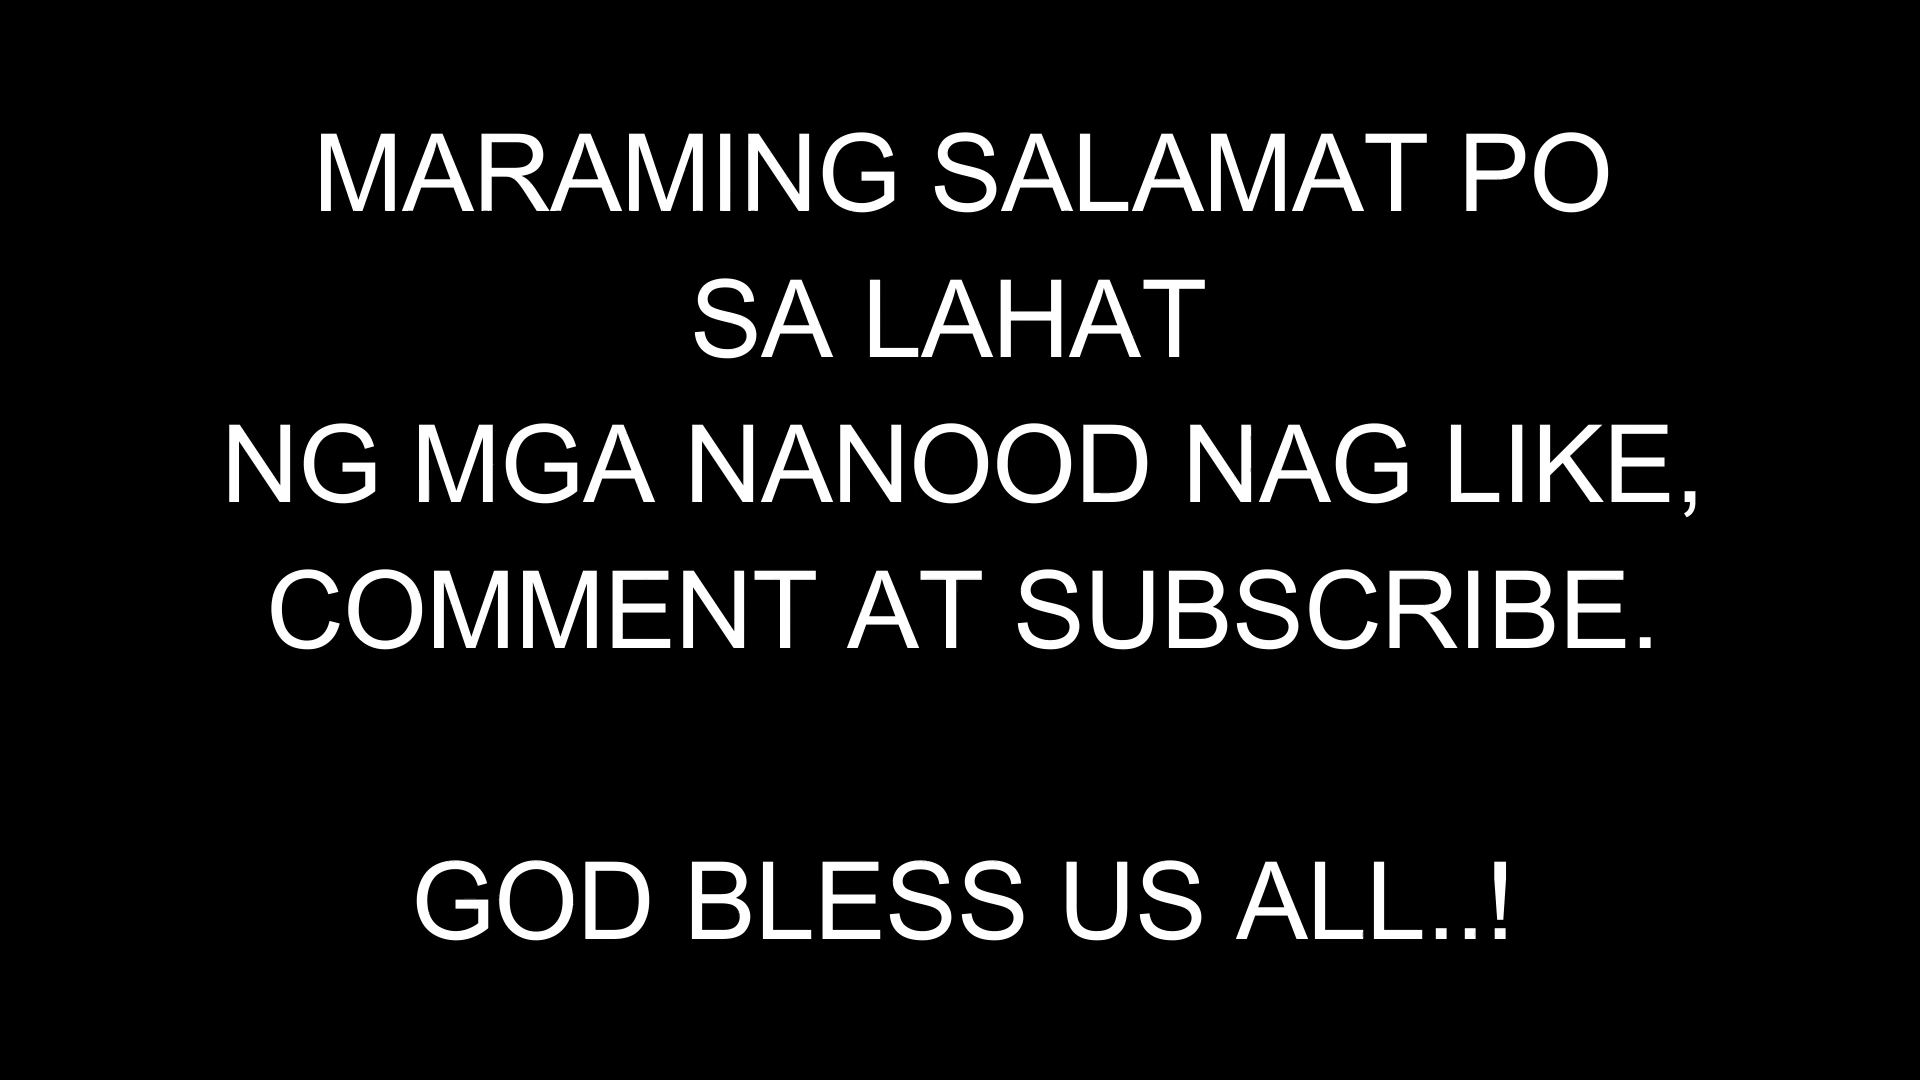 MARAMING SALAMAT PO
SA LAHAT
NG MGA NANOOD NAG LIKE,
COMMENT AT SUBSCRIBE.
GOD BLESS US ALL..!